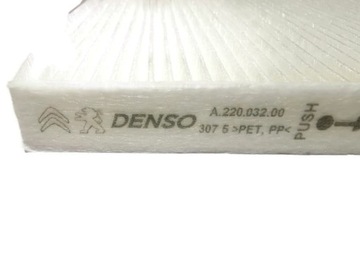 DENSO
A.220.032.00
307 5 >PET, PP<
PUSH